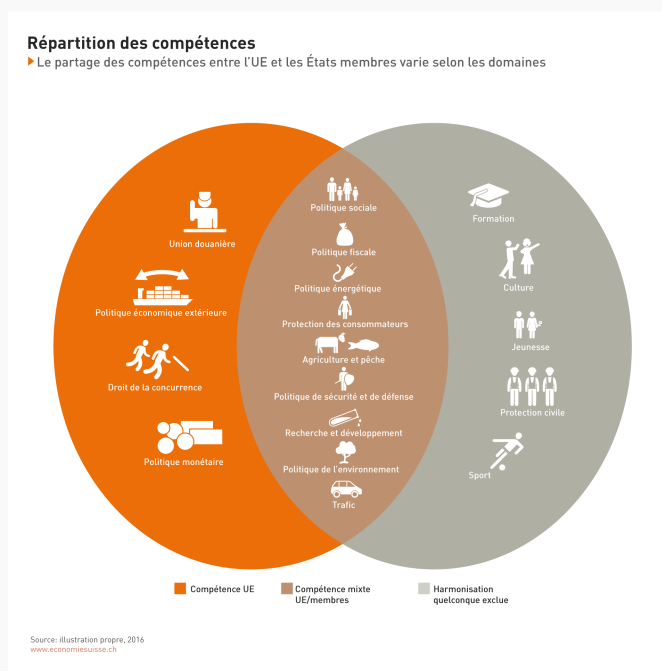 Répartition des compétences
Le partage des compétences entre l'UE et les États membres varie selon les domaines
Union douanière
Politique économique extérieure
Droit de la concurrence
Politique monétaire
Politique sociale
Politique fiscale
Politique énergétique
Protection des consommateurs
Agriculture et pêche
Politique de sécurité et de défense
Recherche et développement
Politique de l'environnement
Trafic
Formation
Culture
Jeunesse
Protection civile
Sport
Compétence UE
Compétence mixte
UE/membres
Harmonisation
quelconque exclue
Source: illustration propre, 2016
www.economiesuisse.ch